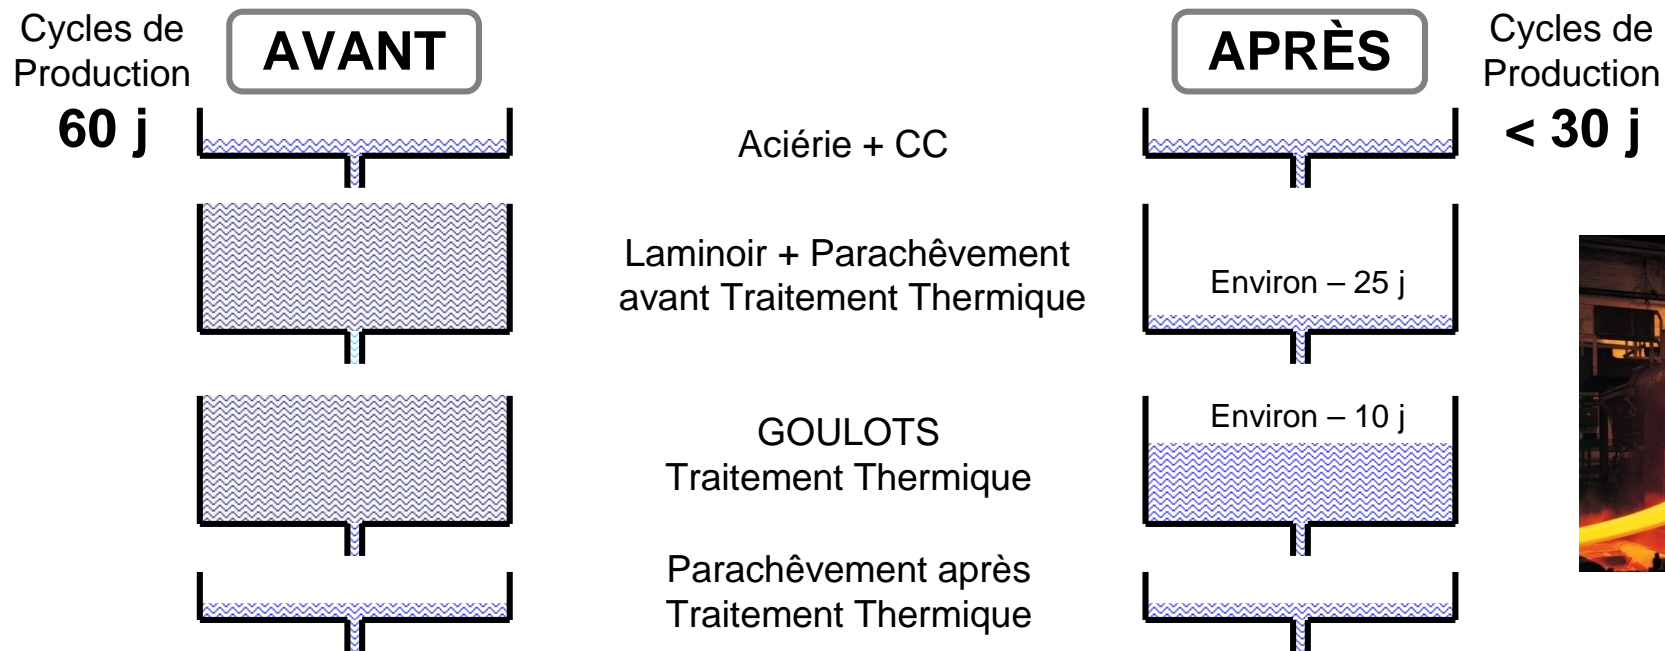 Cycles de
Production
60 j
AVANT
APRÈS
Cycles de
Production
< 30 j
Aciérie + CC
Laminoir + Parachêvement
avant Traitement Thermique
Environ – 25 j
GOULOTS
Traitement Thermique
Environ – 10 j
Parachêvement après
Traitement Thermique